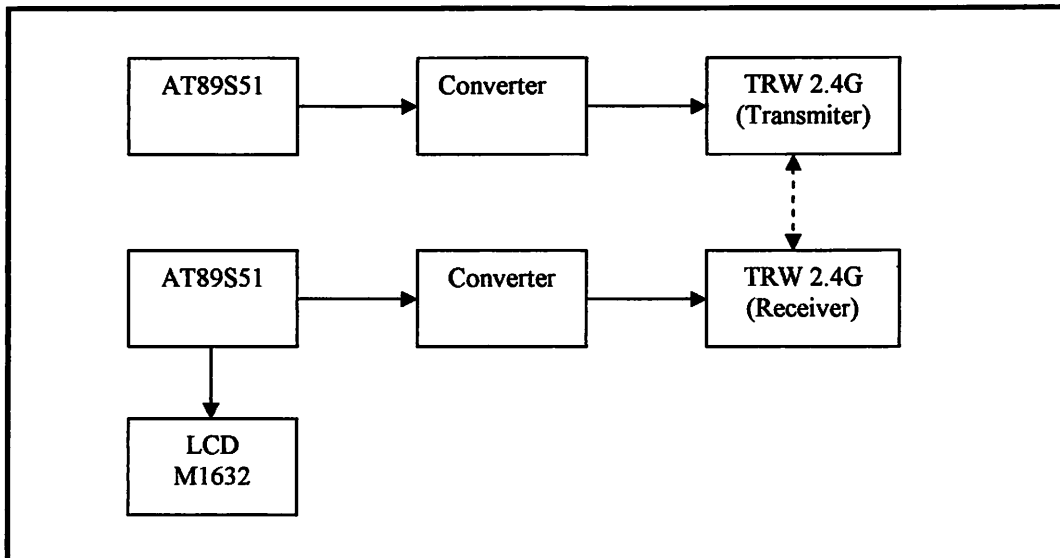 AT89S51
Converter
TRW 2.4G
(Transmiter)
AT89S51
Converter
TRW 2.4G
(Receiver)
LCD
M1632